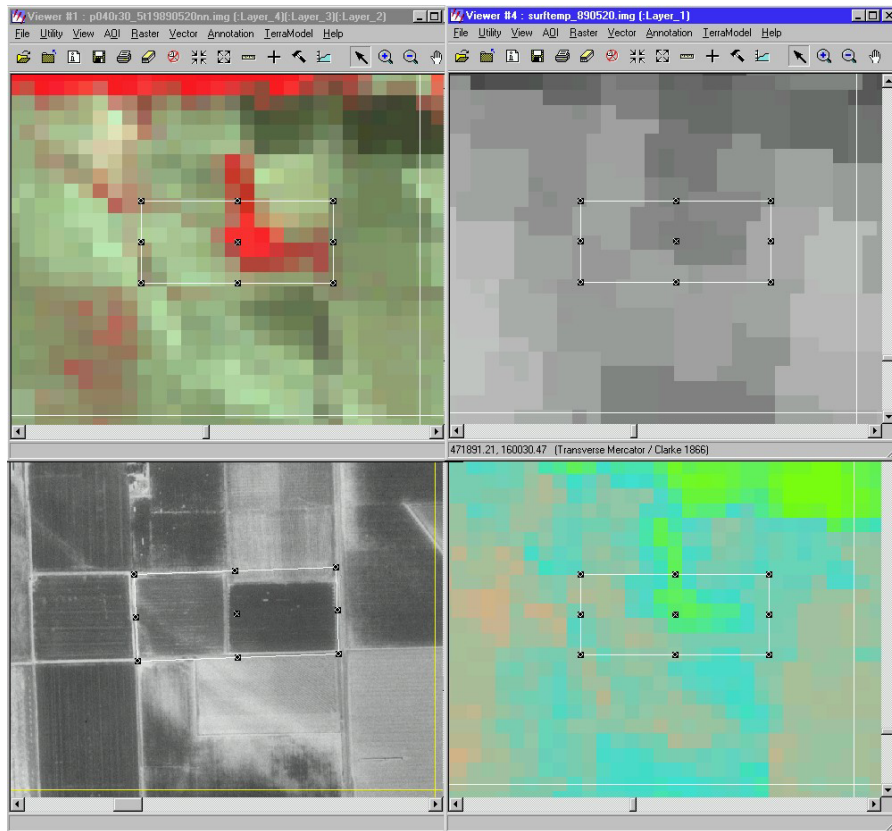 Viewer #1 : p040r30_5t19890520nn.img (:Layer_4)(:Layer_3)(:Layer_2)
File Utility View AOI Raster Vector Annotation TerraModel Help
Viewer #4 : surftemp_890520.img (:Layer_1)
File Utility View AOI Raster Vector Annotation TerraModel Help
471891.21, 160030.47 (Transverse Mercator / Clarke 1866)